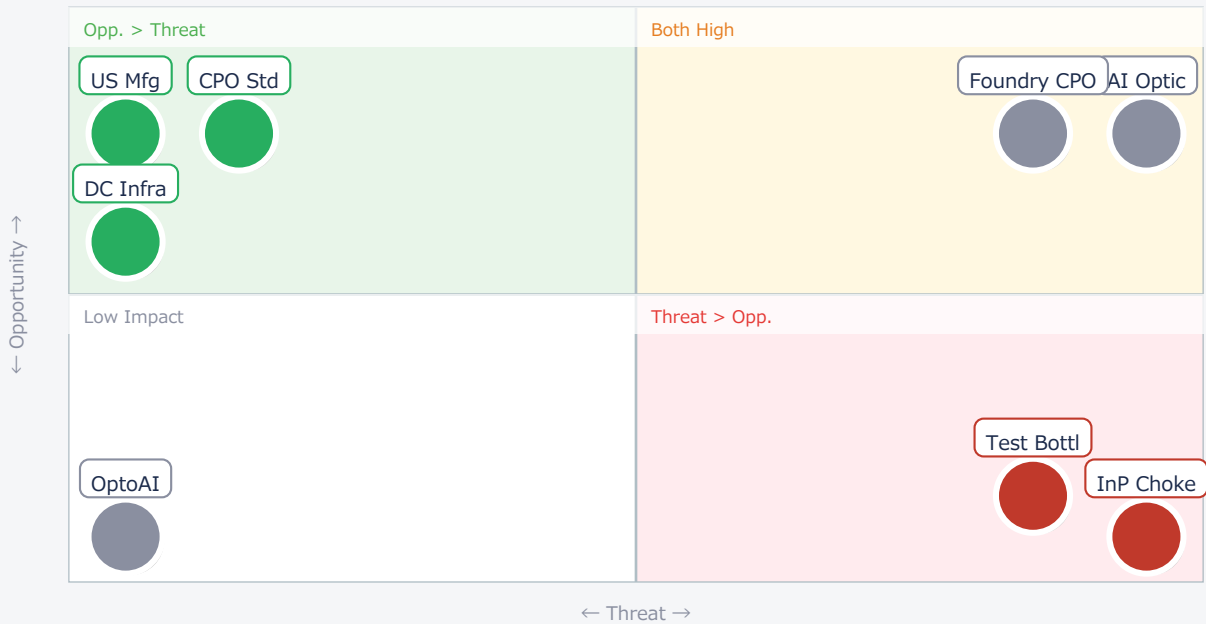 Opp. > Threat
Both High
US Mfg
CPO Std
Foundry CPO
AI Optic
DC Infra
← Opportunity →
Low Impact
Threat > Opp.
Test Bottl
OptoAI
InP Choke
← Threat →